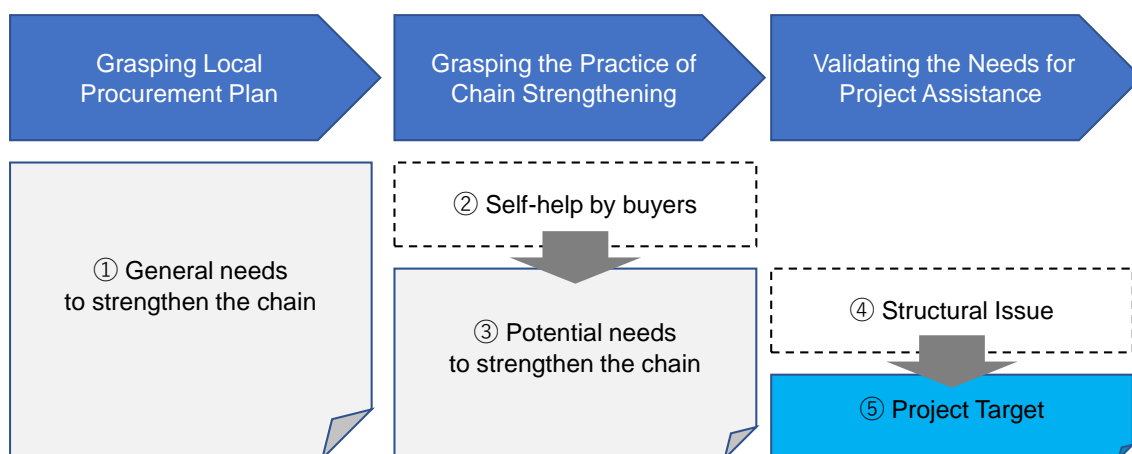 Grasping Local
Procurement Plan
Grasping the Practice of
Chain Strengthening
Validating the Needs for
Project Assistance
① General needs
to strengthen the chain
② Self-help by buyers
③ Potential needs
to strengthen the chain
④ Structural Issue
⑤ Project Target